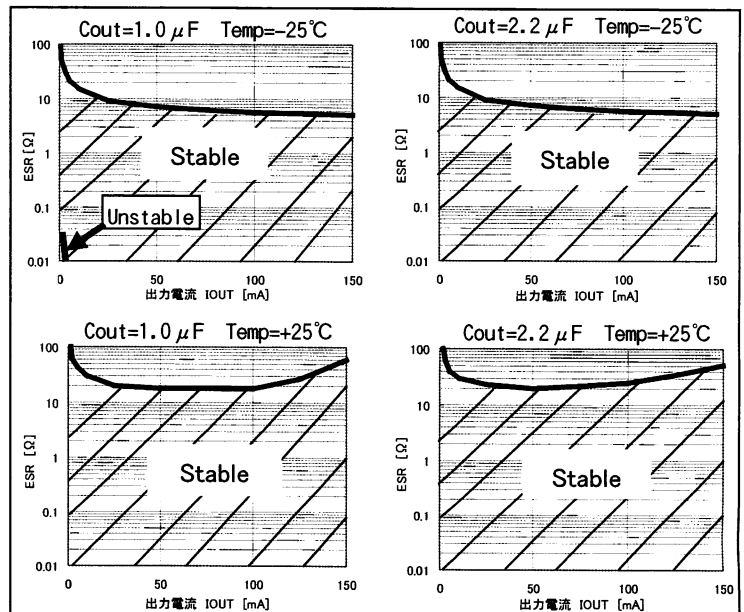 Cout=1.0μF Temp=-25℃
ESR [Ω]
100
10
1
0.1
0.01
Stable
Unstable
0 50 100 150
出力電流 IOUT [mA]
Cout=2.2μF Temp=-25℃
ESR [Ω]
100
10
1
0.1
0.01
Stable
0 50 100 150
出力電流 IOUT [mA]
Cout=1.0μF Temp=+25℃
ESR [Ω]
100
10
1
0.1
0.01
Stable
0 50 100 150
出力電流 IOUT [mA]
Cout=2.2μF Temp=+25℃
ESR [Ω]
100
10
1
0.1
0.01
Stable
0 50 100 150
出力電流 IOUT [mA]